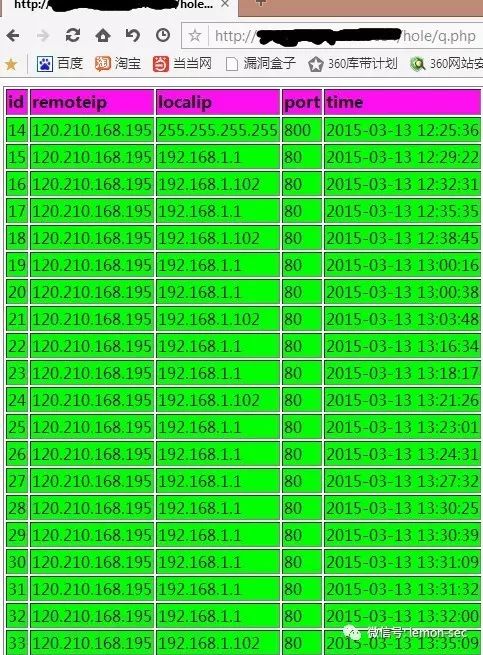 http:// /hole...
http:// /hole/q.php
百度 淘宝 当当网 漏洞盒子 360库带计划 360网站安
id remoteip localip port time
14 120.210.168.195 255.255.255.255 800 2015-03-13 12:25:36
15 120.210.168.195 192.168.1.1 80 2015-03-13 12:29:22
16 120.210.168.195 192.168.1.102 80 2015-03-13 12:32:31
17 120.210.168.195 192.168.1.1 80 2015-03-13 12:35:35
18 120.210.168.195 192.168.1.102 80 2015-03-13 12:38:45
19 120.210.168.195 192.168.1.1 80 2015-03-13 13:00:16
20 120.210.168.195 192.168.1.1 80 2015-03-13 13:00:38
21 120.210.168.195 192.168.1.102 80 2015-03-13 13:03:48
22 120.210.168.195 192.168.1.1 80 2015-03-13 13:16:34
23 120.210.168.195 192.168.1.1 80 2015-03-13 13:18:17
24 120.210.168.195 192.168.1.102 80 2015-03-13 13:21:26
25 120.210.168.195 192.168.1.1 80 2015-03-13 13:23:01
26 120.210.168.195 192.168.1.1 80 2015-03-13 13:24:31
27 120.210.168.195 192.168.1.1 80 2015-03-13 13:27:32
28 120.210.168.195 192.168.1.1 80 2015-03-13 13:30:25
29 120.210.168.195 192.168.1.1 80 2015-03-13 13:30:39
30 120.210.168.195 192.168.1.1 80 2015-03-13 13:31:09
31 120.210.168.195 192.168.1.1 80 2015-03-13 13:31:32
32 120.210.168.195 192.168.1.1 80 2015-03-13 13:32:00
33 120.210.168.195 192.168.1.102 80 2015-03-13 13:35:09
微信号: lemon-sec